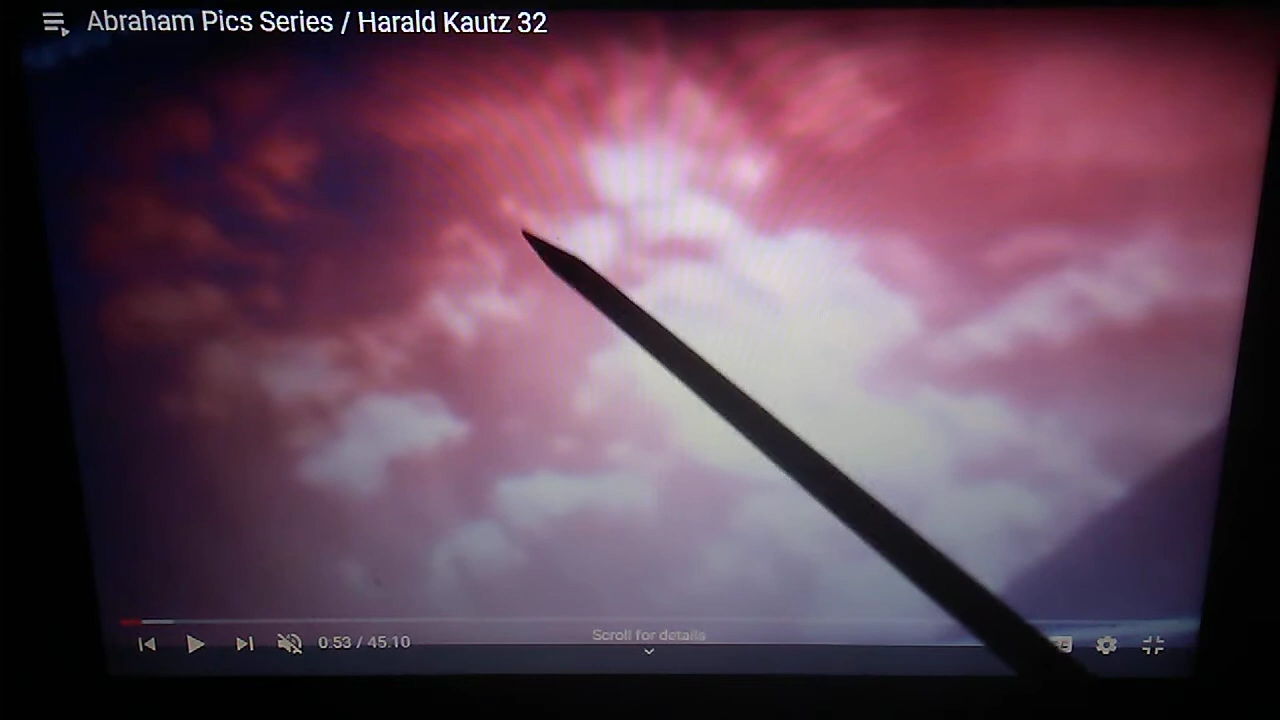 Abraham Pics Series / Harald Kautz 32
0:53 / 45:10
Scroll for details